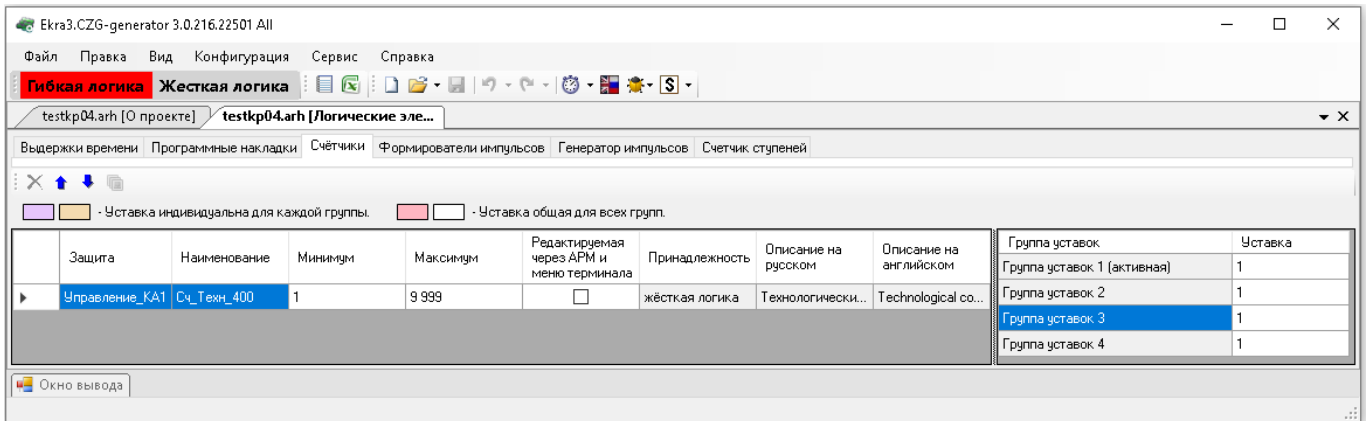 Ekra3.CZG-generator 3.0.216.22501 All
Файл Правка Вид Конфигурация Сервис Справка
Гибкая логика Жесткая логика
testkp04.arh [О проекте] testkp04.arh [Логические эле...
Выдержки времени Программные накладки Счётчики Формирователи импульсов Генератор импульсов Счетчик ступеней
- Уставка индивидуальна для каждой группы. - Уставка общая для всех групп.
Защита Наименование Минимум Максимум Редактируемая через АРМ и меню терминала Принадлежность Описание на русском Описание на английском
Управление_КА1 Сч_Техн_400 1 9 999 жёсткая логика Технологически... Technological co...
Группа уставок Уставка
Группа уставок 1 (активная) 1
Группа уставок 2 1
Группа уставок 3 1
Группа уставок 4 1
Окно вывода